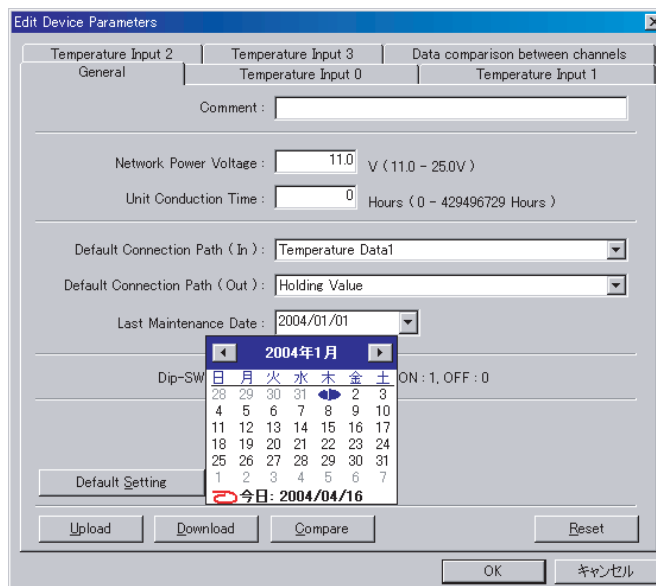 Edit Device Parameters
Temperature Input 2 Temperature Input 3 Data comparison between channels
General Temperature Input 0 Temperature Input 1
Comment :
Network Power Voltage : 11.0 V ( 11.0 - 25.0V )
Unit Conduction Time : 0 Hours ( 0 - 429496729 Hours )
Default Connection Path ( In ) : Temperature Data1
Default Connection Path ( Out ) : Holding Value
Last Maintenance Date : 2004/01/01
2004年1月
Dip-SW ON : 1, OFF : 0
日 月 火 水 木 金 土
28 29 30 31 1 2 3
4 5 6 7 8 9 10
11 12 13 14 15 16 17
18 19 20 21 22 23 24
25 26 27 28 29 30 31
1 2 3 4 5 6 7
今日: 2004/04/16
Default Setting
Upload Download Compare Reset
OK キャンセル